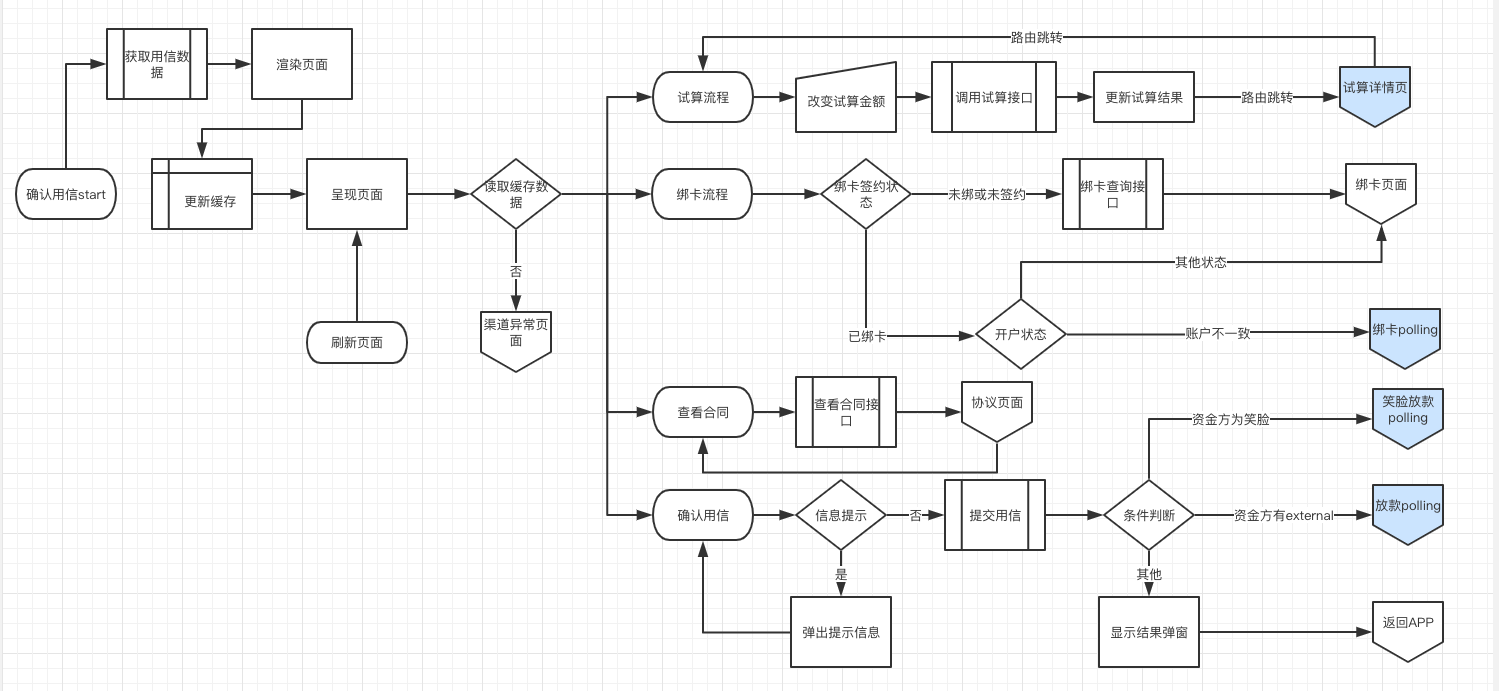 路由跳转
获取用信数
据
渲染页面
试算流程
改变试算金额
调用试算接口
更新试算结果
路由跳转
试算详情页
确认用信start
更新缓存
呈现页面
读取缓存数
据
绑卡流程
绑卡签约状
态
未绑或未签约
绑卡查询接
口
绑卡页面
否
其他状态
渠道异常页
面
刷新页面
已绑卡
开户状态
账户不一致
绑卡polling
查看合同
查看合同接
口
协议页面
资金方为笑脸
笑脸放款
polling
确认用信
信息提示
否
提交用信
条件判断
资金方有external
放款polling
是
其他
弹出提示信息
显示结果弹窗
返回APP